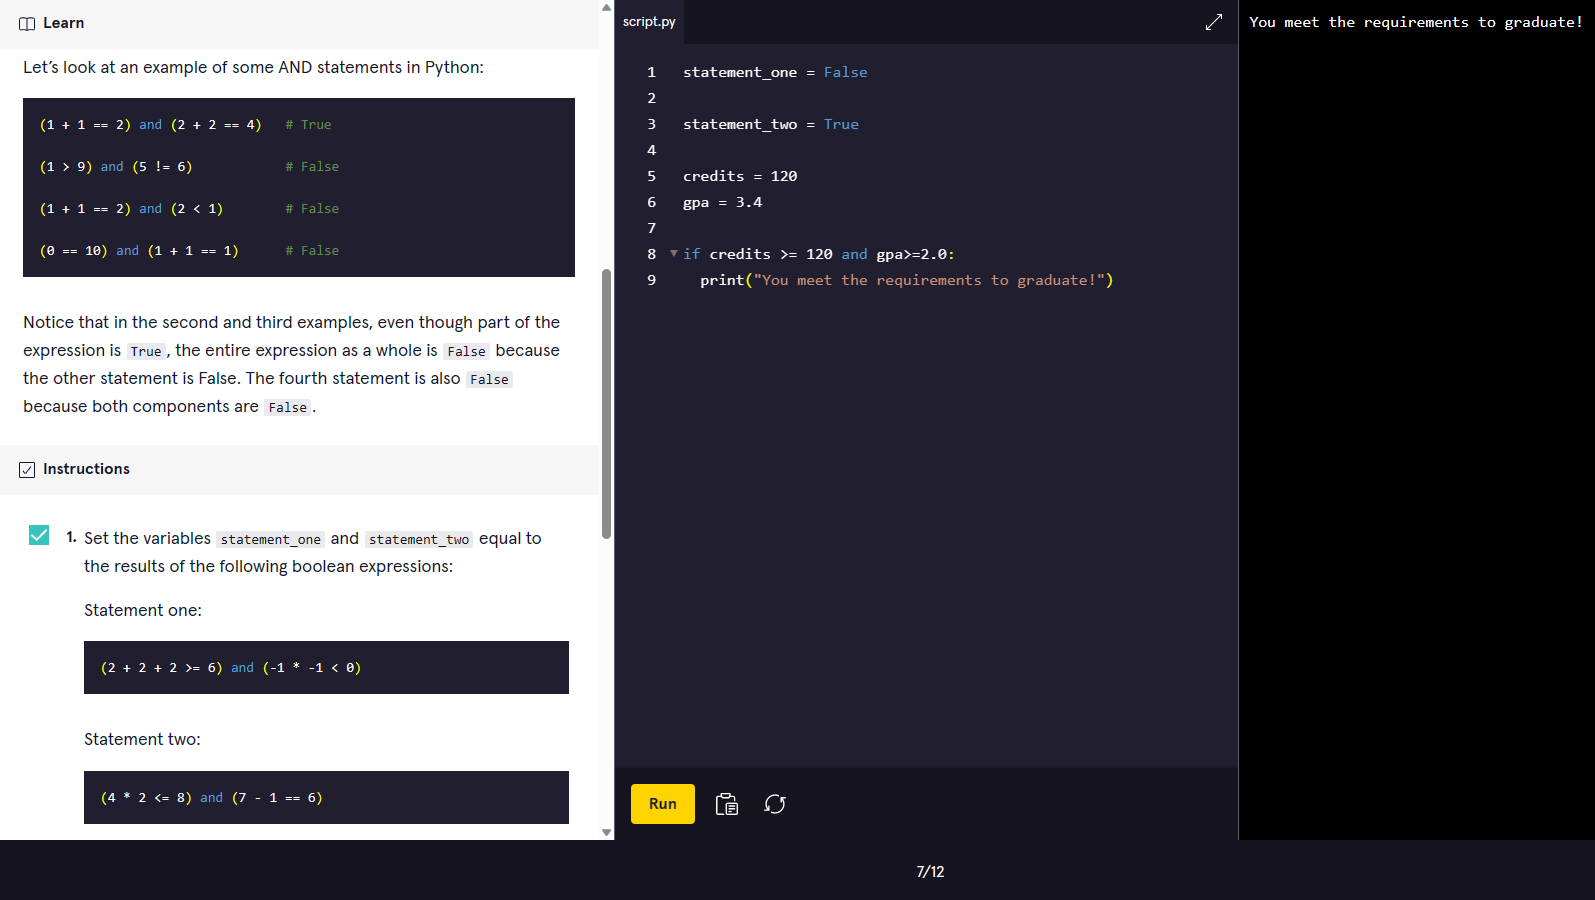 Learn
Let's look at an example of some AND statements in Python:
(1 + 1 == 2) and (2 + 2 == 4)   # True
(1 > 9) and (5 != 6)            # False
(1 + 1 == 2) and (2 < 1)        # False
(0 == 10) and (1 + 1 == 1)      # False
Notice that in the second and third examples, even though part of the
expression is True, the entire expression as a whole is False because
the other statement is False. The fourth statement is also False
because both components are False.
Instructions
1. Set the variables statement_one and statement_two equal to
the results of the following boolean expressions:
Statement one:
(2 + 2 + 2 >= 6) and (-1 * -1 < 0)
Statement two:
(4 * 2 <= 8) and (7 - 1 == 6)
script.py
1 statement_one = False
2
3 statement_two = True
4
5 credits = 120
6 gpa = 3.4
7
8 if credits >= 120 and gpa>=2.0:
9   print("You meet the requirements to graduate!")
Run
You meet the requirements to graduate!
7/12